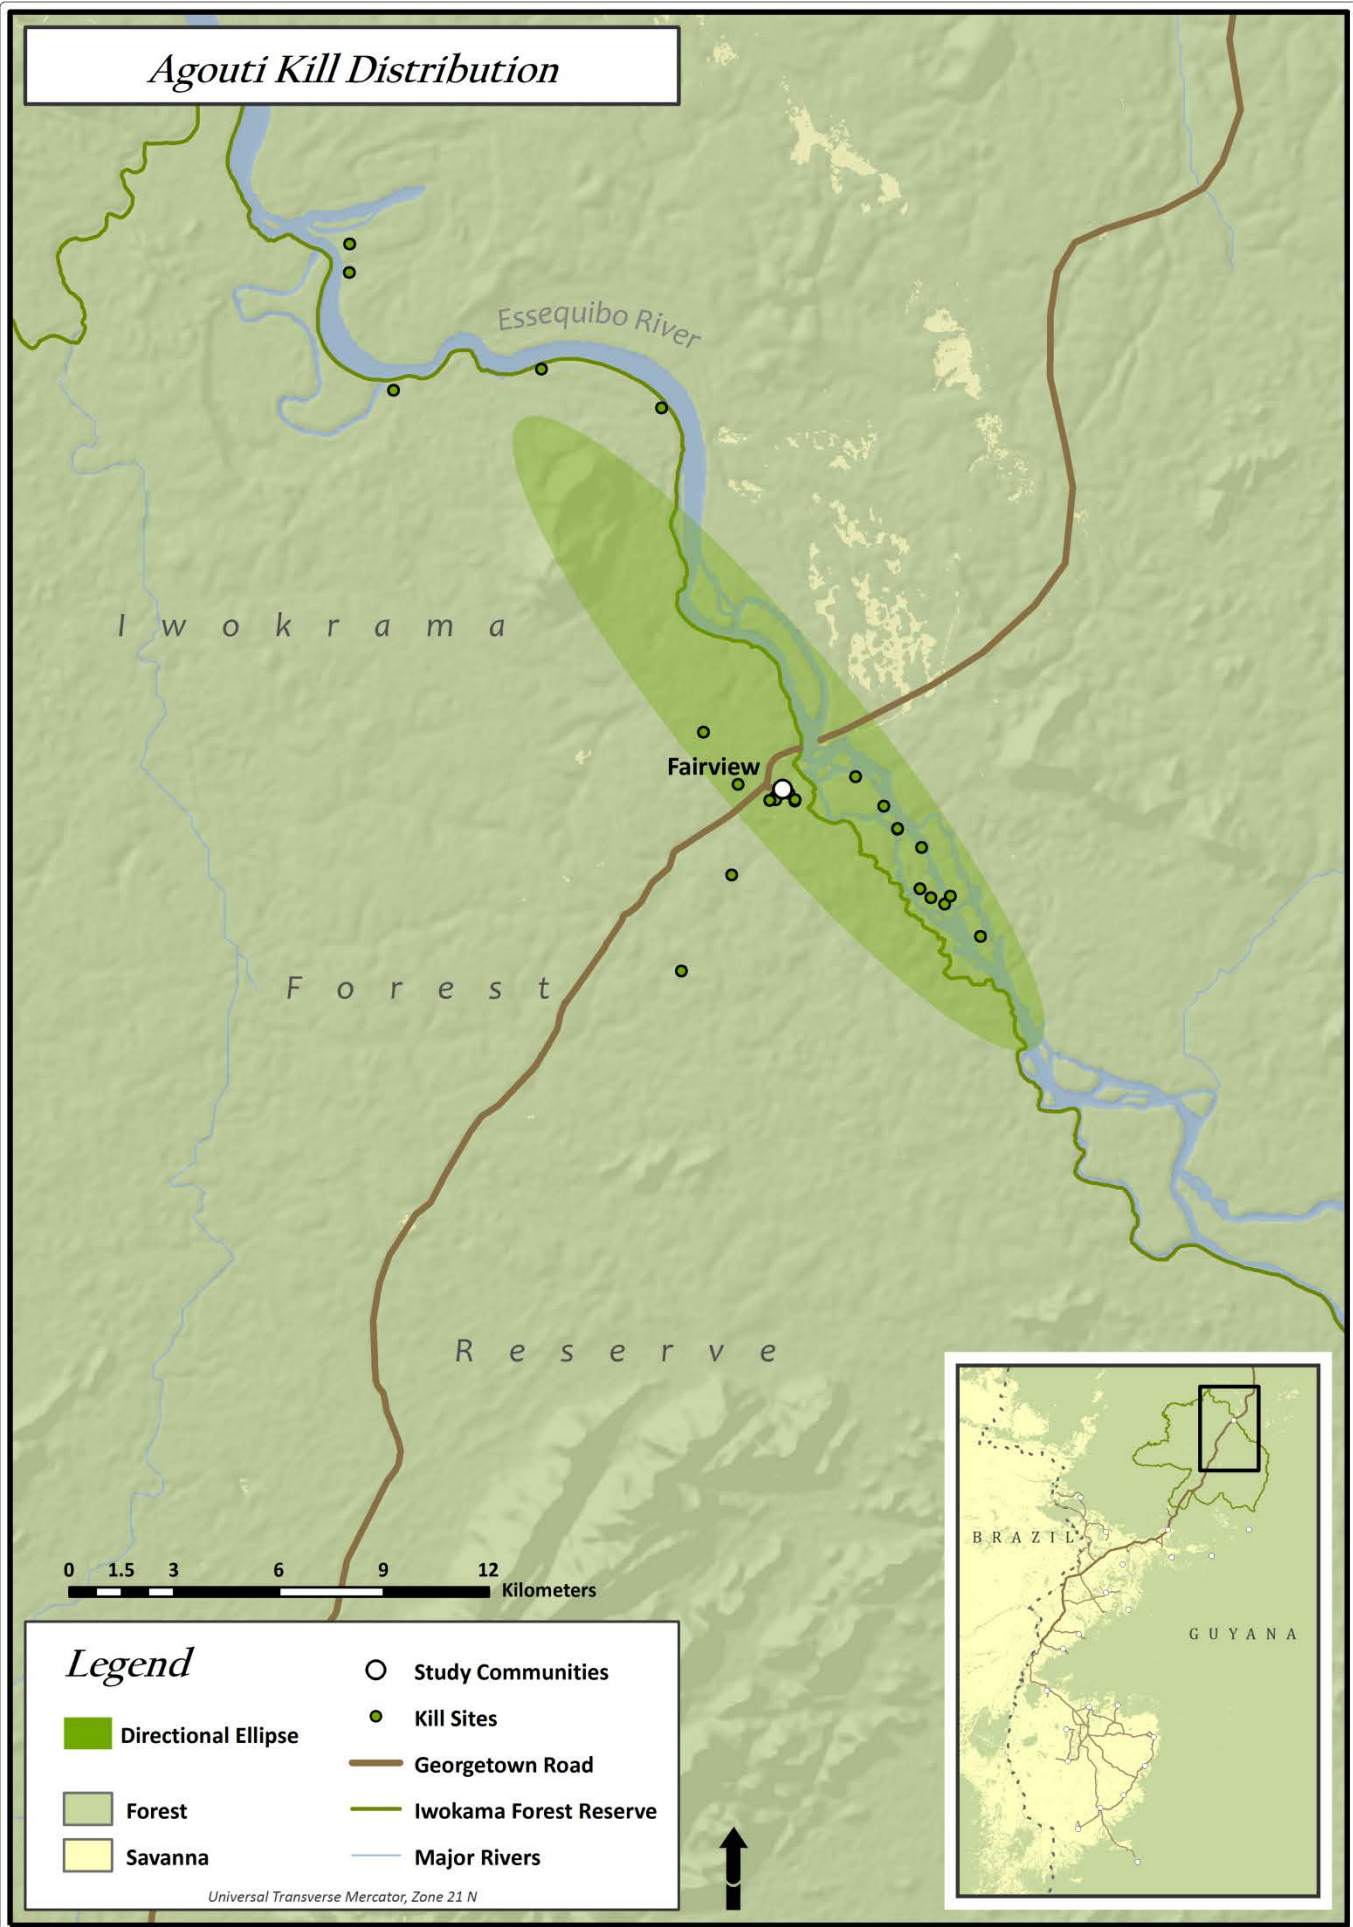 Agouti Kill Distribution
Essequibo River
I w o k r a m a
Fairview
F o r e s t
R e s e r v e
0 1.5 3 6 9 12
Kilometers
BRAZIL
GUYANA
Legend
Directional Ellipse
Forest
Savanna
Study Communities
Kill Sites
Georgetown Road
Iwokama Forest Reserve
Major Rivers
Universal Transverse Mercator, Zone 21 N